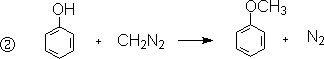 ② OH + CH₂N₂ → OCH₃ + N₂